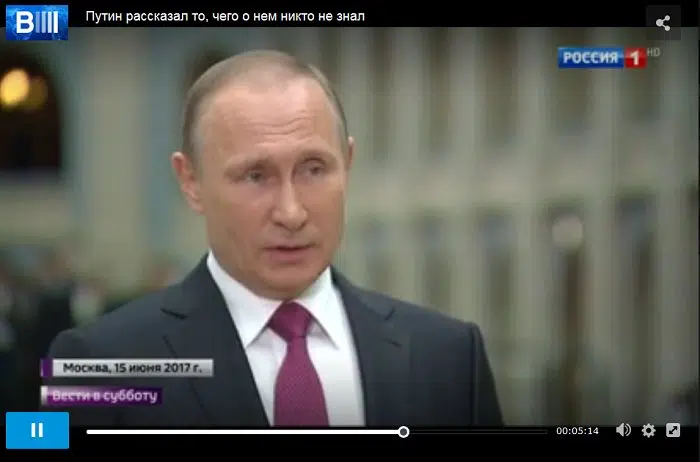 В
Путин рассказал то, чего о нем никто не знал
РОССИЯ 1 HD
Москва, 15 июня 2017 г.
Вести в субботу
00:05:14